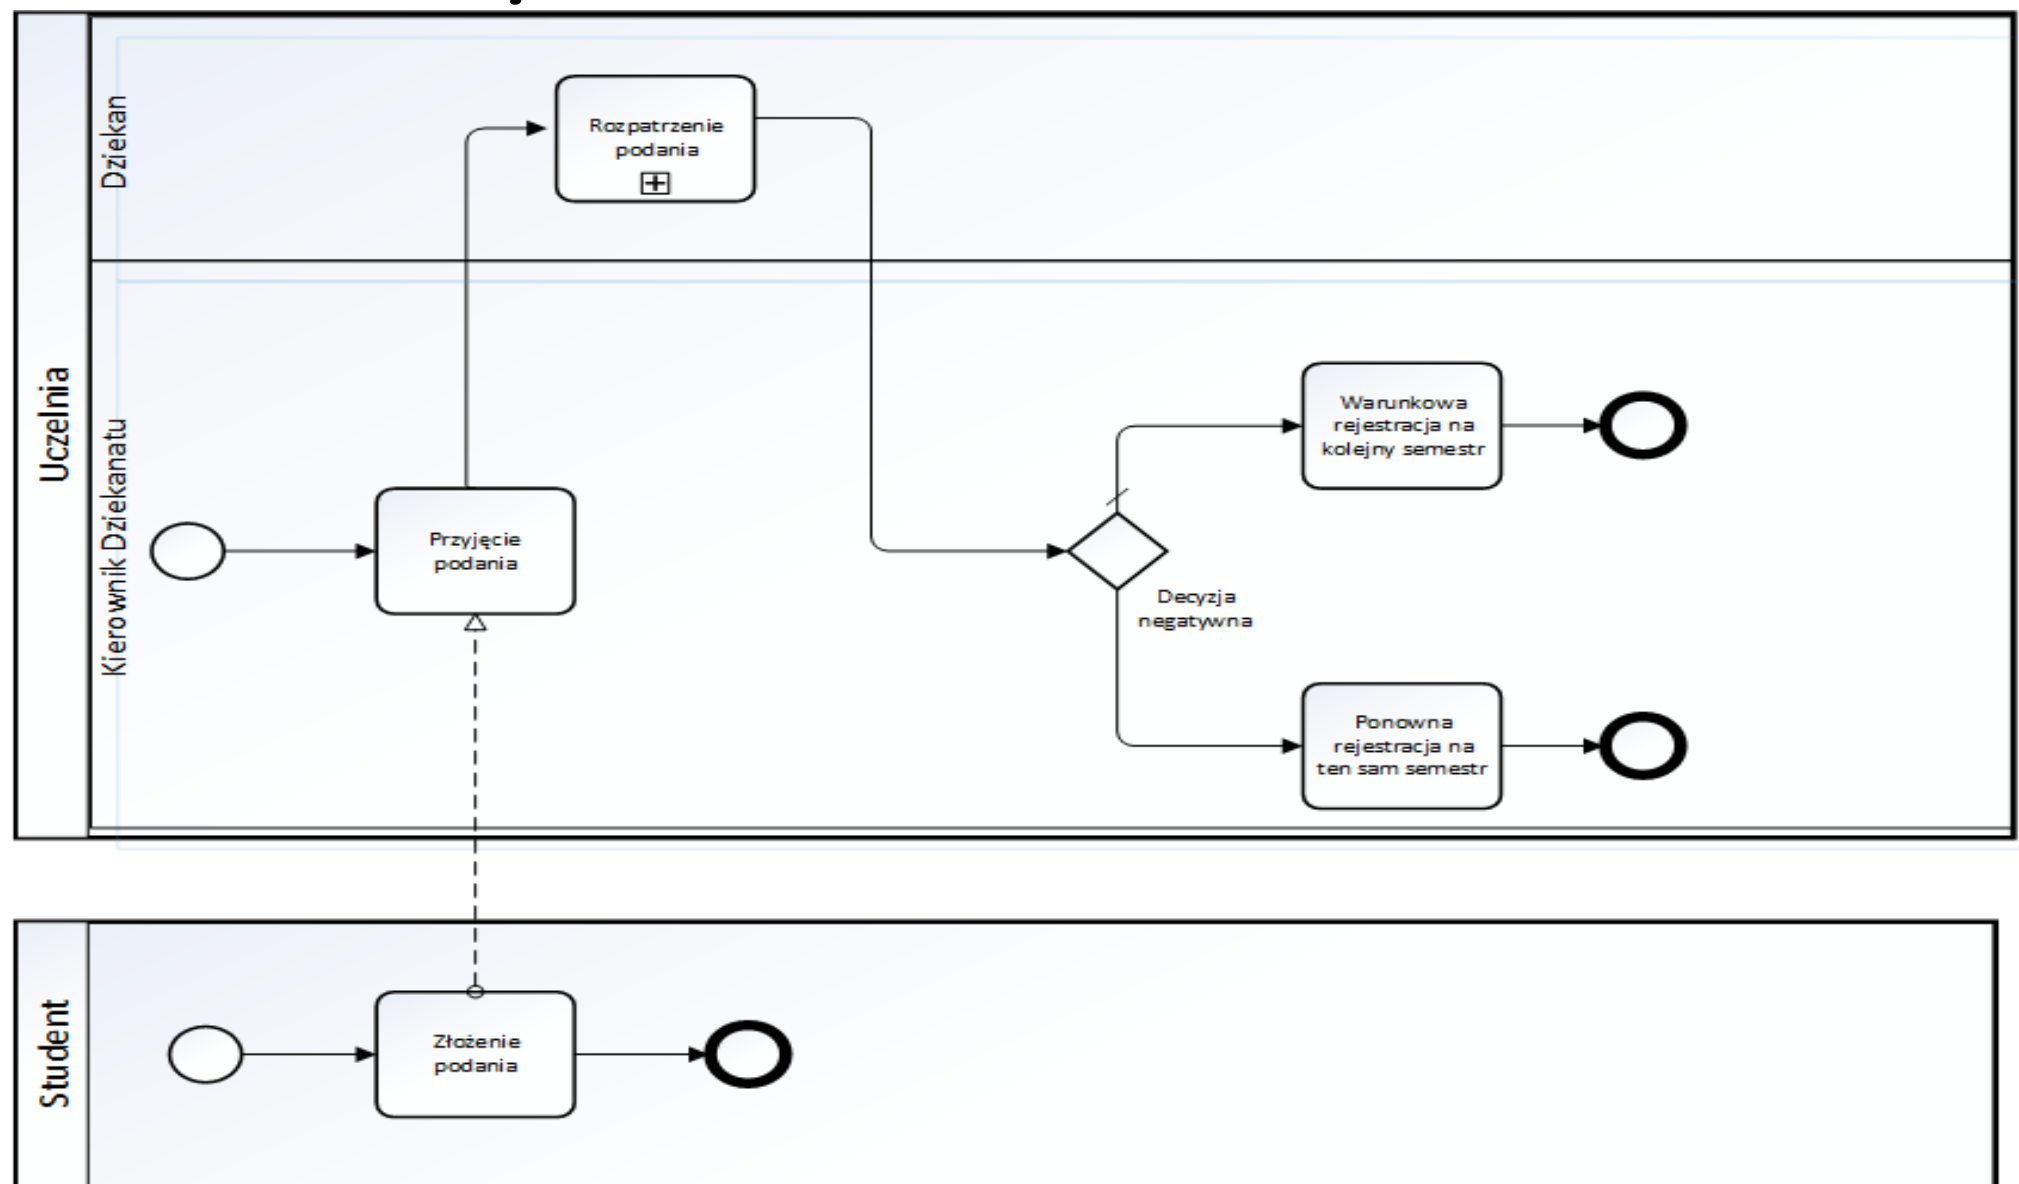 Uczelnia
Dziekan
Rozpatrzenie
podania
Kierownik Dziekanatu
Przyjęcie
podania
Decyzja
negatywna
Warunkowa
rejestracja na
kolejny semestr
Ponowna
rejestracja na
ten sam semestr
Student
Złożenie
podania